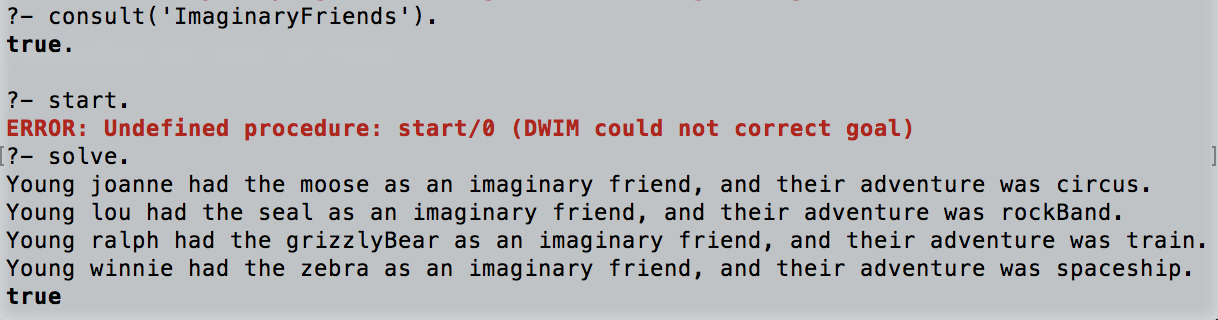 ?- consult('ImaginaryFriends').
true.
?- start.
ERROR: Undefined procedure: start/0 (DWIM could not correct goal)
[?- solve. ]
Young joanne had the moose as an imaginary friend, and their adventure was circus.
Young lou had the seal as an imaginary friend, and their adventure was rockBand.
Young ralph had the grizzlyBear as an imaginary friend, and their adventure was train.
Young winnie had the zebra as an imaginary friend, and their adventure was spaceship.
true